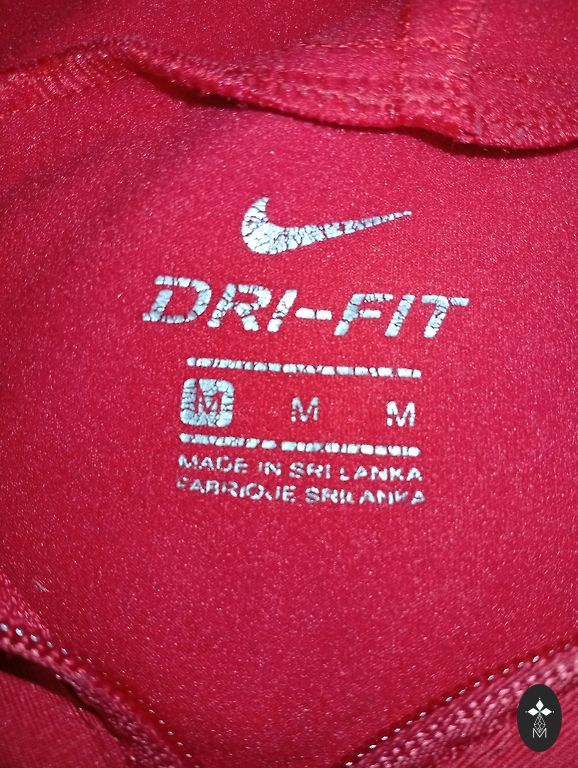 DRI-FIT
M M M
MADE IN SRI LANKA
FABRIQUE SRI LANKA
M